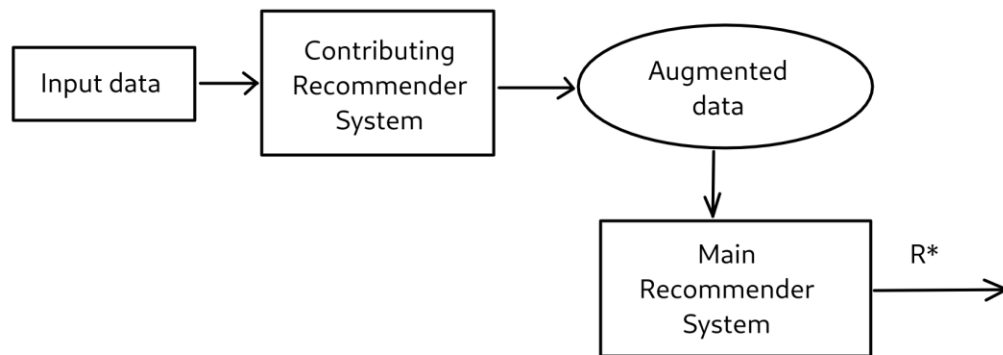 Input data
Contributing
Recommender
System
Augmented
data
Main
Recommender
System
R*